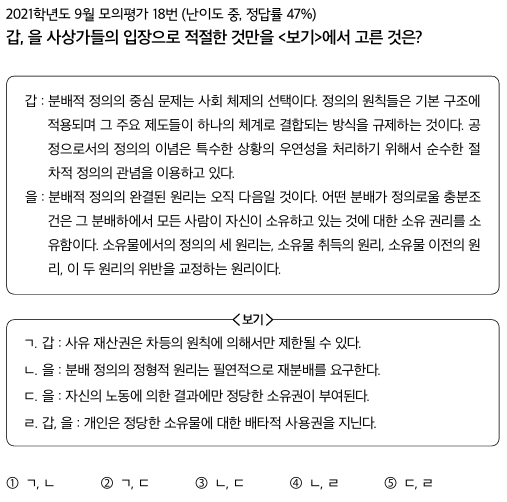 2021학년도 9월 모의평가 18번 (난이도 중, 정답률 47%)
갑, 을 사상가들의 입장으로 적절한 것만을 <보기>에서 고른 것은?
갑 : 분배적 정의의 중심 문제는 사회 체제의 선택이다. 정의의 원칙들은 기본 구조에
적용되며 그 주요 제도들이 하나의 체계로 결합되는 방식을 규제하는 것이다. 공
정으로서의 정의의 이념은 특수한 상황의 우연성을 처리하기 위해서 순수한 절
차적 정의의 관념을 이용하고 있다.
을 : 분배적 정의의 완결된 원리는 오직 다음일 것이다. 어떤 분배가 정의로울 충분조
건은 그 분배하에서 모든 사람이 자신이 소유하고 있는 것에 대한 소유 권리를 소
유함이다. 소유물에서의 정의의 세 원리는, 소유물 취득의 원리, 소유물 이전의 원
리, 이 두 원리의 위반을 교정하는 원리이다.
<보기>
ㄱ. 갑 : 사유 재산권은 차등의 원칙에 의해서만 제한될 수 있다.
ㄴ. 을 : 분배 정의의 정형적 원리는 필연적으로 재분배를 요구한다.
ㄷ. 을 : 자신의 노동에 의한 결과에만 정당한 소유권이 부여된다.
ㄹ. 갑, 을 : 개인은 정당한 소유물에 대한 배타적 사용권을 지닌다.
① ㄱ, ㄴ ② ㄱ, ㄷ ③ ㄴ, ㄷ ④ ㄴ, ㄹ ⑤ ㄷ, ㄹ